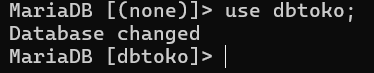 MariaDB [(none)]> use dbtoko;
Database changed
MariaDB [dbtoko]>